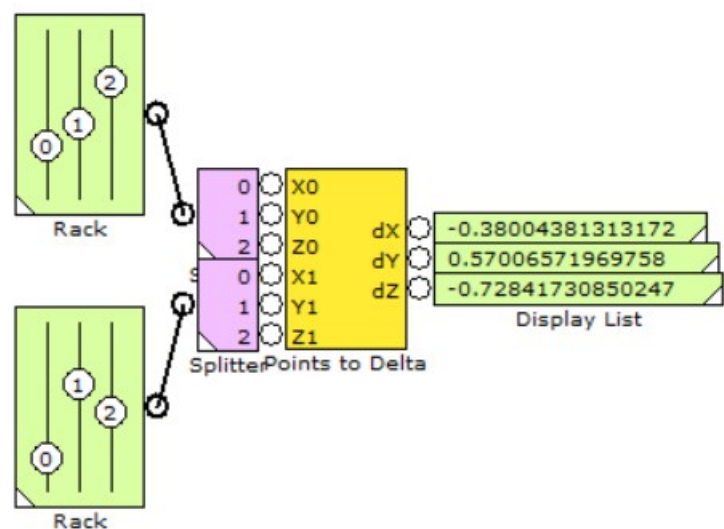 2
1
0
Rack
0
1
2
X0
Y0
Z0
X1
Y1
Z1
dX
dY
dZ
-0.38004381313172
0.57006571969758
-0.72841730850247
Display List
S
0
1
2
Splitter
Points to Delta
1
2
0
Rack